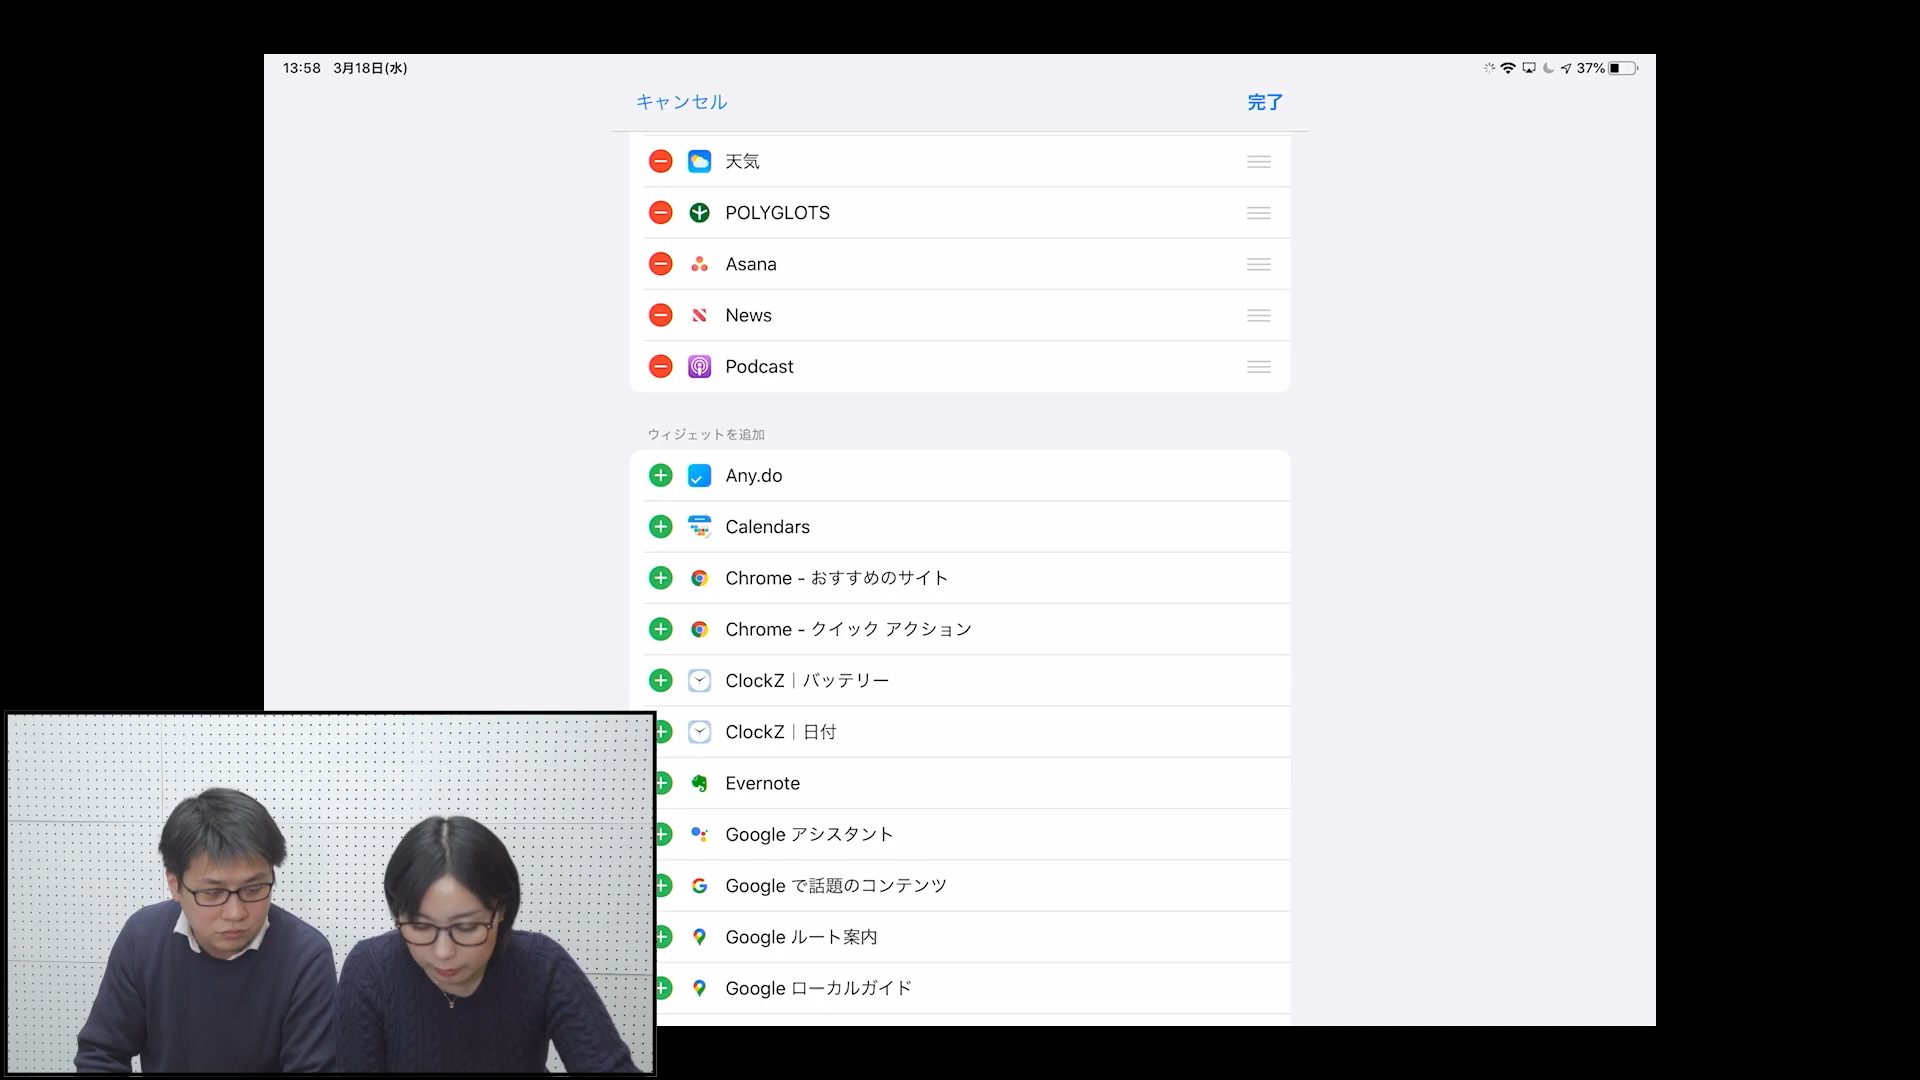 13:58 3月18日(水)
37%
キャンセル
完了
天気
POLYGLOTS
Asana
News
Podcast
ウィジェットを追加
Any.do
Calendars
Chrome - おすすめのサイト
Chrome - クイック アクション
ClockZ｜バッテリー
ClockZ｜日付
Evernote
Google アシスタント
Google で話題のコンテンツ
Google ルート案内
Google ローカルガイド